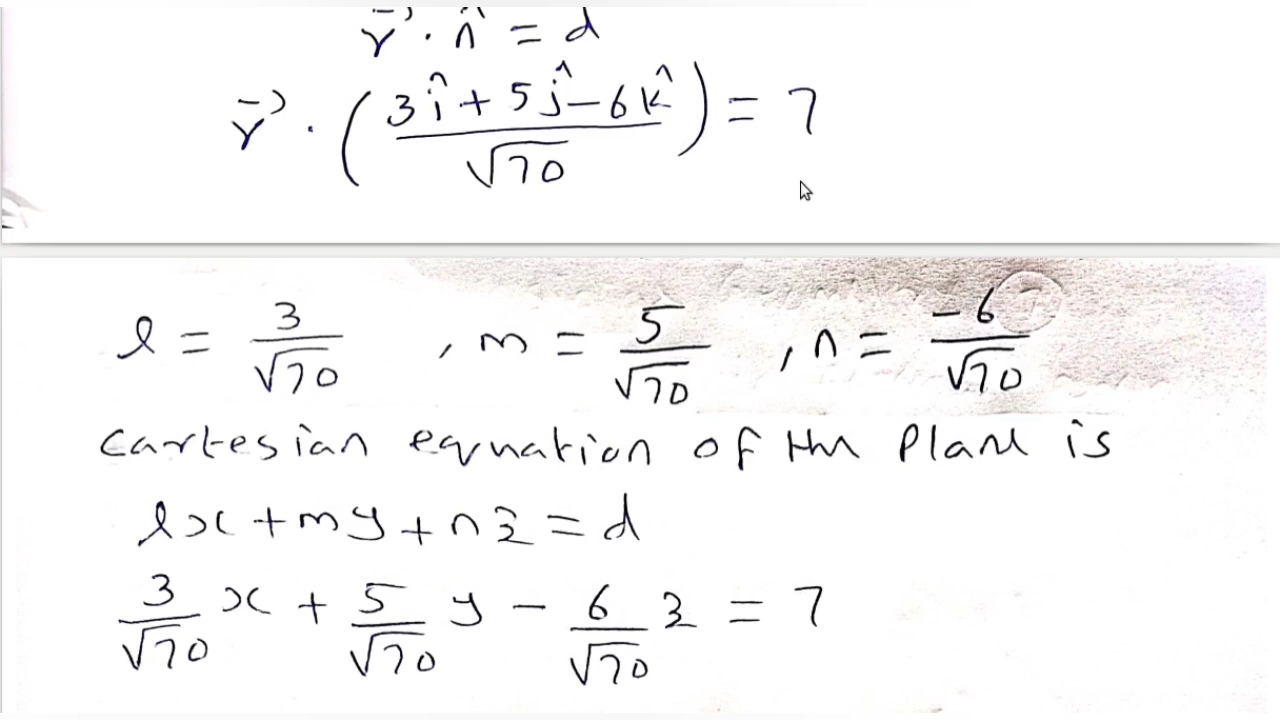 r⃗ · n̂ = d
r⃗ · ( (3î + 5ĵ − 6k̂) / √70 ) = 7
l = 3/√70 , m = 5/√70 , n = −6/√70
Cartesian equation of the Plane is
lx + my + nz = d
3/√70 x + 5/√70 y − 6/√70 z = 7